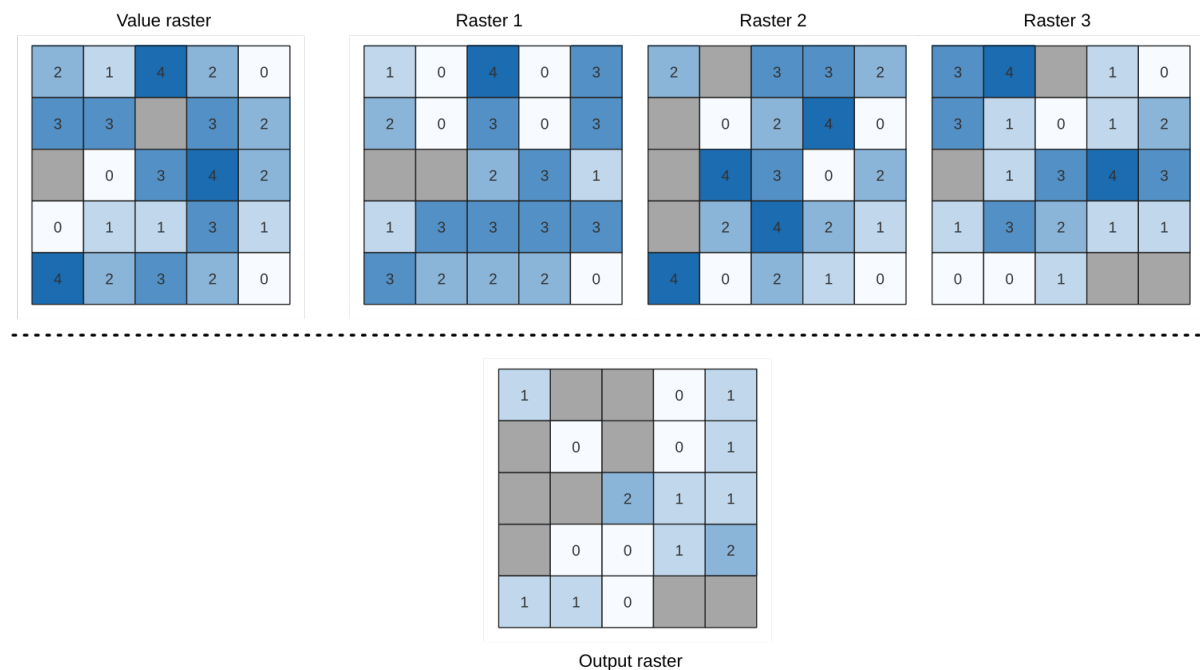 Value raster Raster 1 Raster 2 Raster 3
2 1 4 2 0 1 0 4 0 3 2 3 3 2 3 4 1 0
3 3 3 2 2 0 3 0 3 0 2 4 0 3 1 0 1 2
0 3 4 2 2 3 1 4 3 0 2 1 3 4 3
0 1 1 3 1 1 3 3 3 3 2 4 2 1 1 3 2 1 1
4 2 3 2 0 3 2 2 2 0 4 0 2 1 0 0 0 1
1 0 1
0 0 1
2 1 1
0 0 1 2
1 1 0
Output raster